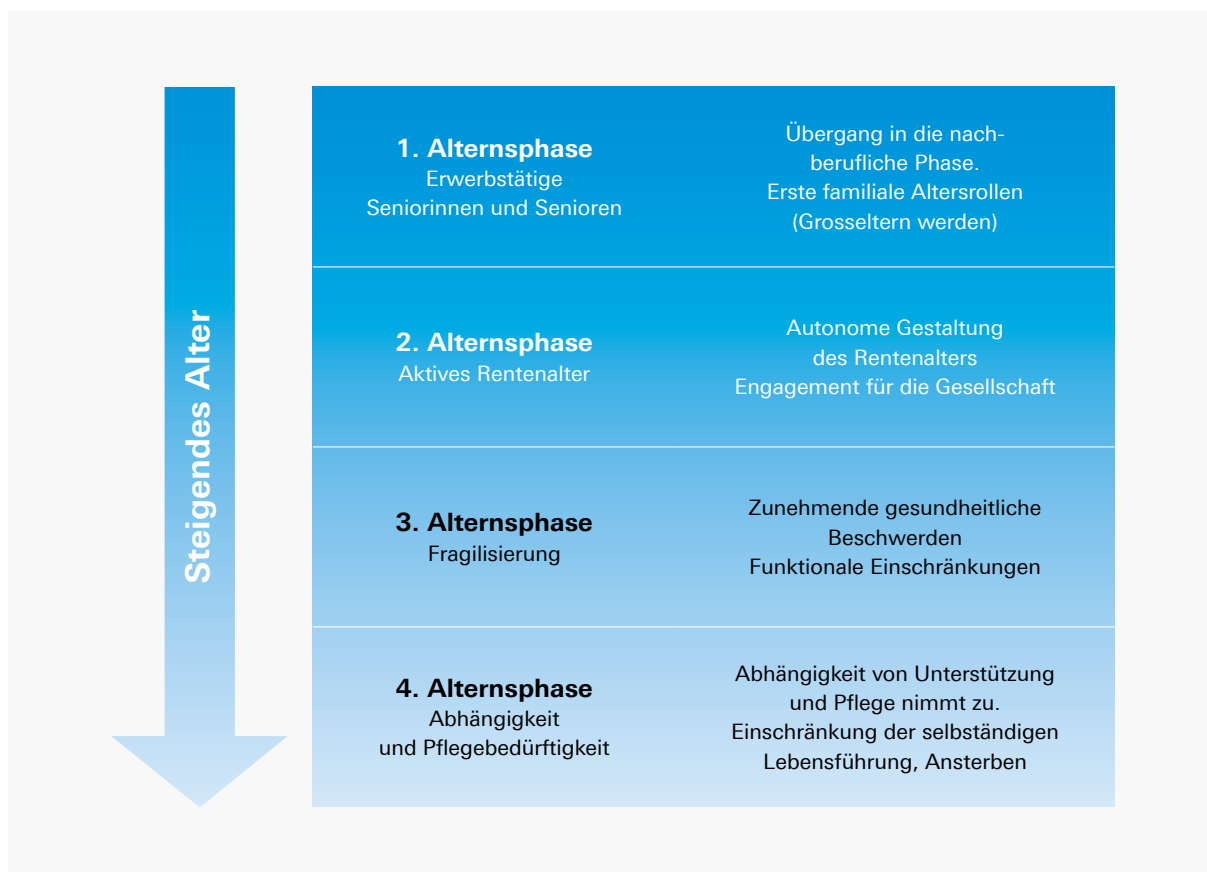 Steigendes Alter
1. Alternsphase
Erwerbstätige
Seniorinnen und Senioren
Übergang in die nach-
berufliche Phase.
Erste familiale Altersrollen
(Grosseltern werden)
2. Alternsphase
Aktives Rentenalter
Autonome Gestaltung
des Rentenalters
Engagement für die Gesellschaft
3. Alternsphase
Fragilisierung
Zunehmende gesundheitliche
Beschwerden
Funktionale Einschränkungen
4. Alternsphase
Abhängigkeit
und Pflegebedürftigkeit
Abhängigkeit von Unterstützung
und Pflege nimmt zu.
Einschränkung der selbständigen
Lebensführung, Ansterben